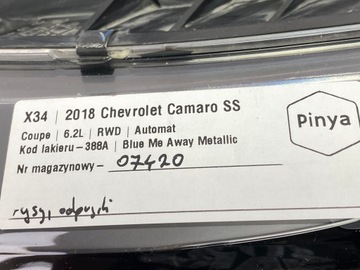 X34 | 2018 Chevrolet Camaro SS
Coupe | 6.2L | RWD | Automat
Kod lakieru - 388A | Blue Me Away Metallic
Nr magazynowy - 07420
Pinya
rysy, odpryski